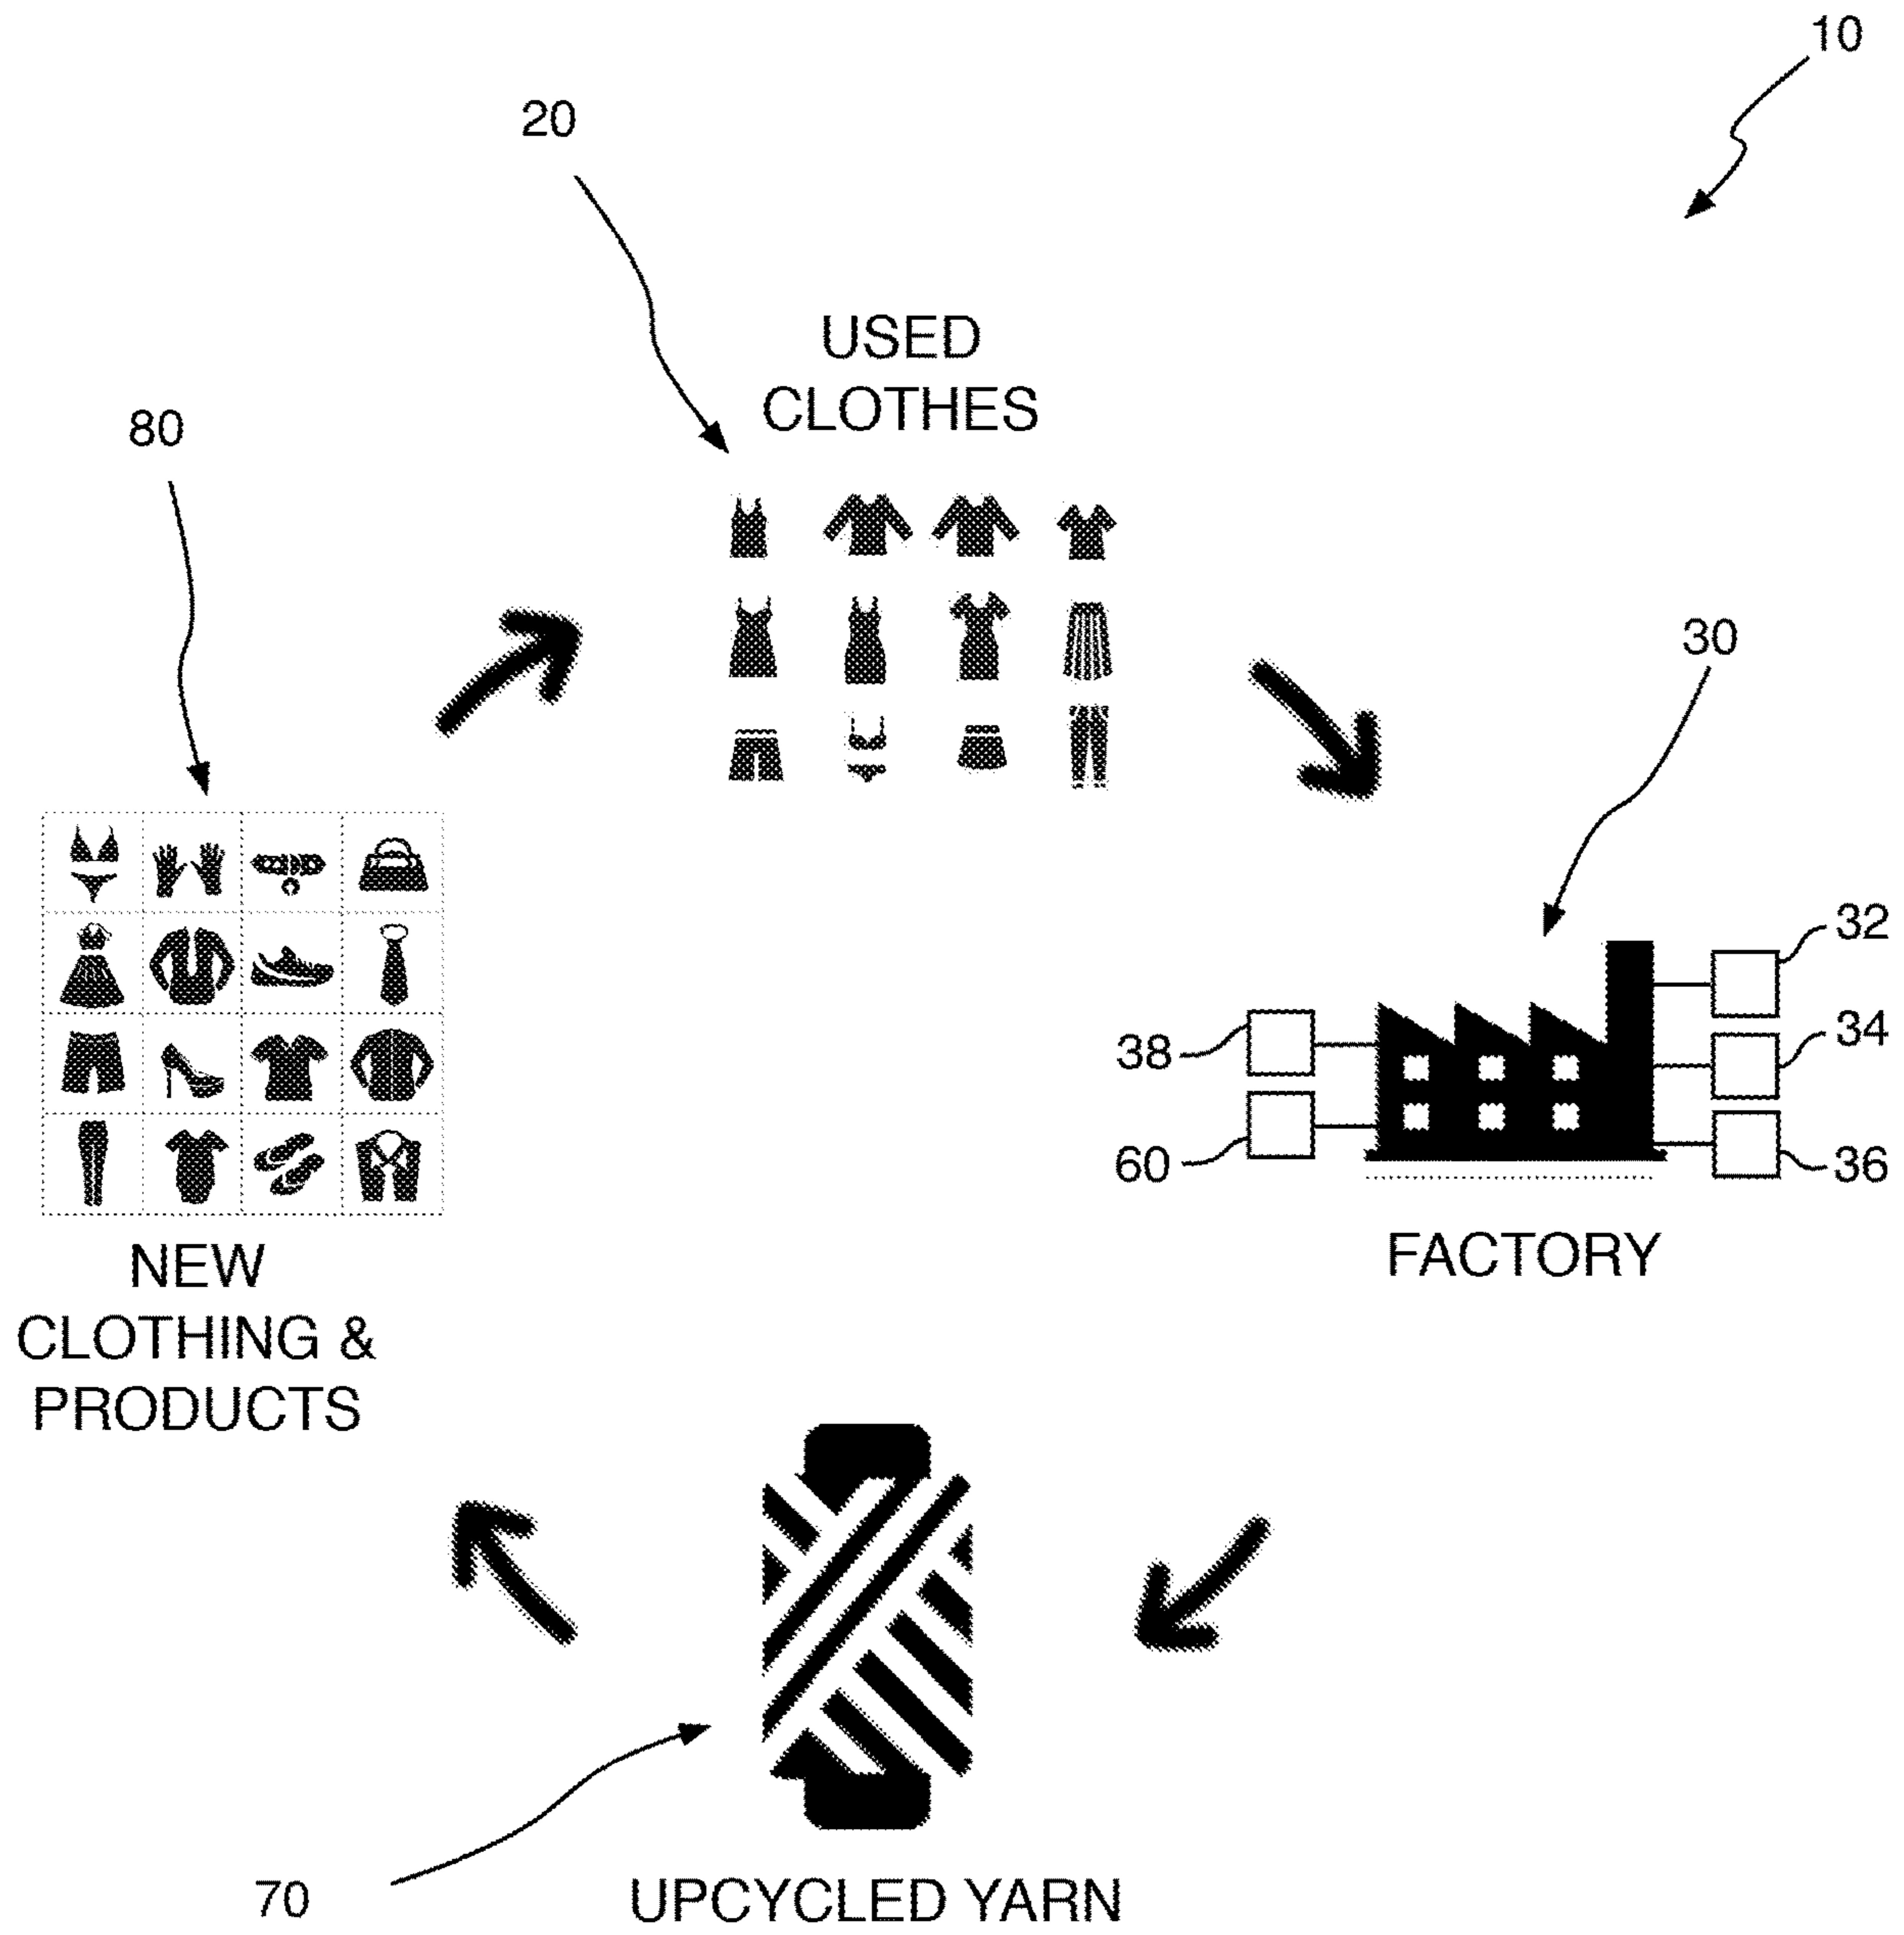 10
20
USED
CLOTHES
80
30
32
34
38
60
36
FACTORY
NEW
CLOTHING &
PRODUCTS
70
UPCYCLED YARN